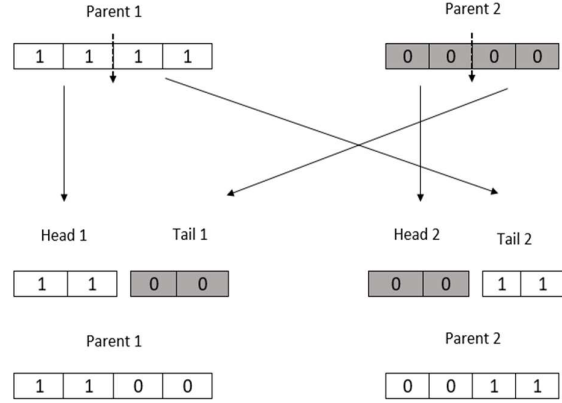 Parent 1 Parent 2
1 1 1 1 0 0 0 0
Head 1 Tail 1 Head 2 Tail 2
1 1 0 0 0 0 1 1
Parent 1 Parent 2
1 1 0 0 0 0 1 1